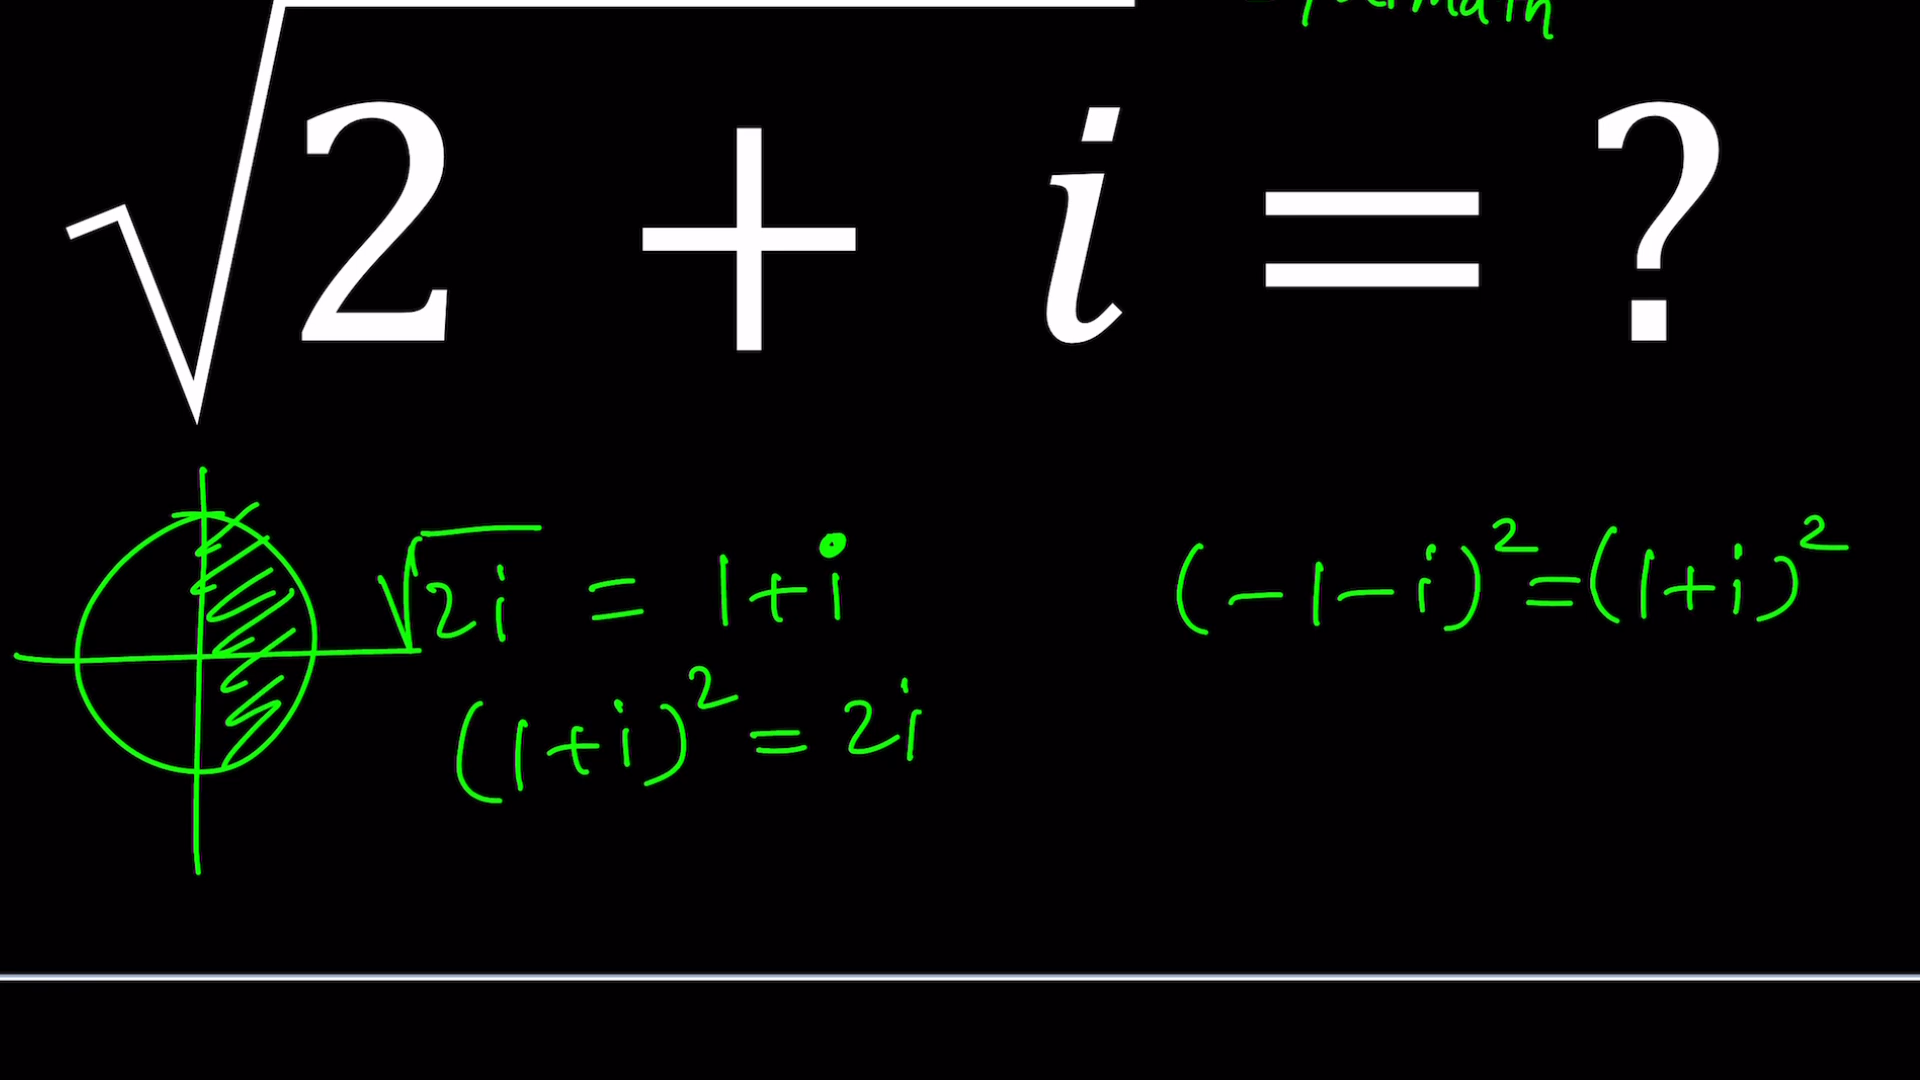 √2 + i = ?
√2i = 1+i
(-1-i)²=(1+i)²
(1+i)² = 2i